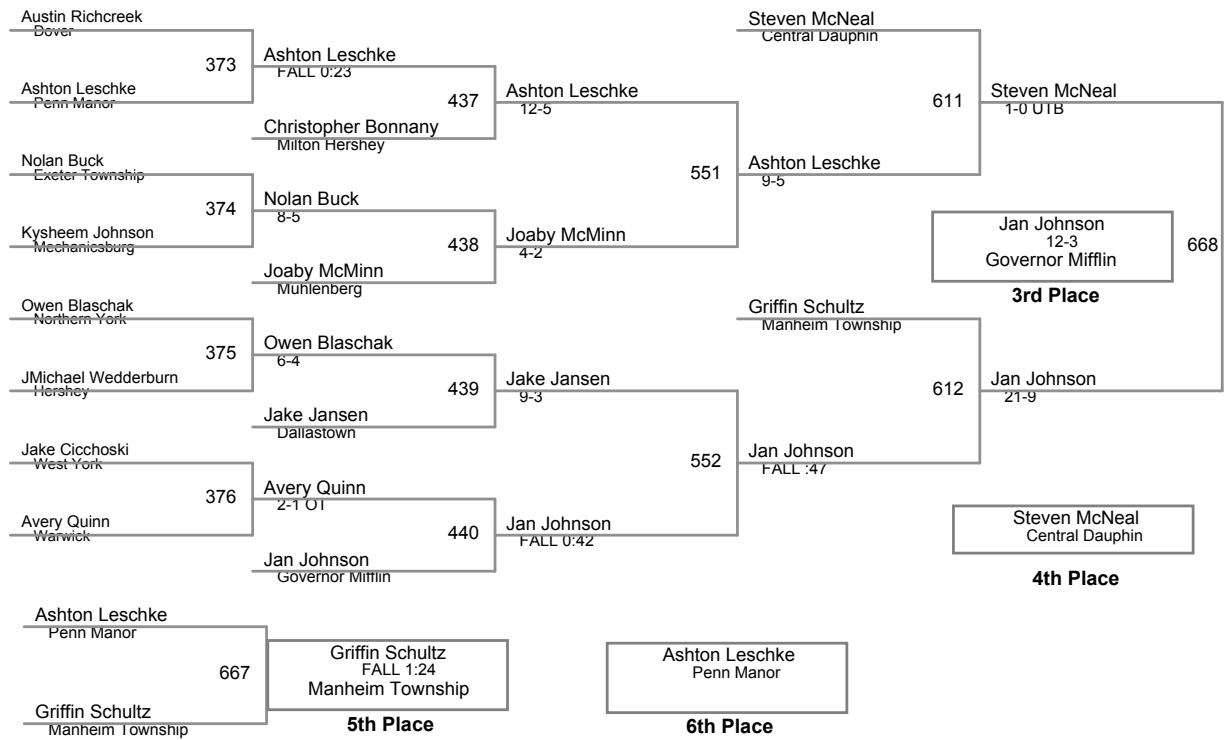 Austin Richcreek
Dover
373
Ashton Leschke
Penn Manor
Nolan Buck
Exeter Township
374
Kysheem Johnson
Mechanicsburg
Owen Blaschak
Northern York
375
JMichael Wedderburn
Hershey
Jake Cicchoski
West York
376
Avery Quinn
Warwick
Ashton Leschke
FALL 0:23
437
Christopher Bonnany
Milton Hershey
Nolan Buck
8-5
438
Joaby McMinn
Muhlenberg
Owen Blaschak
6-4
439
Jake Jansen
Dallastown
Avery Quinn
2-1 OT
440
Jan Johnson
Governor Mifflin
Ashton Leschke
12-5
551
Joaby McMinn
4-2
Jake Jansen
9-3
552
Jan Johnson
FALL 0:42
Steven McNeal
Central Dauphin
611
Ashton Leschke
9-5
Griffin Schultz
Manheim Township
612
Jan Johnson
FALL :47
Steven McNeal
1-0 UTB
668
Jan Johnson
21-9
Jan Johnson
12-3
Governor Mifflin
3rd Place
Steven McNeal
Central Dauphin
4th Place
Ashton Leschke
Penn Manor
667
Griffin Schultz
Manheim Township
Griffin Schultz
FALL 1:24
Manheim Township
5th Place
Ashton Leschke
Penn Manor
6th Place